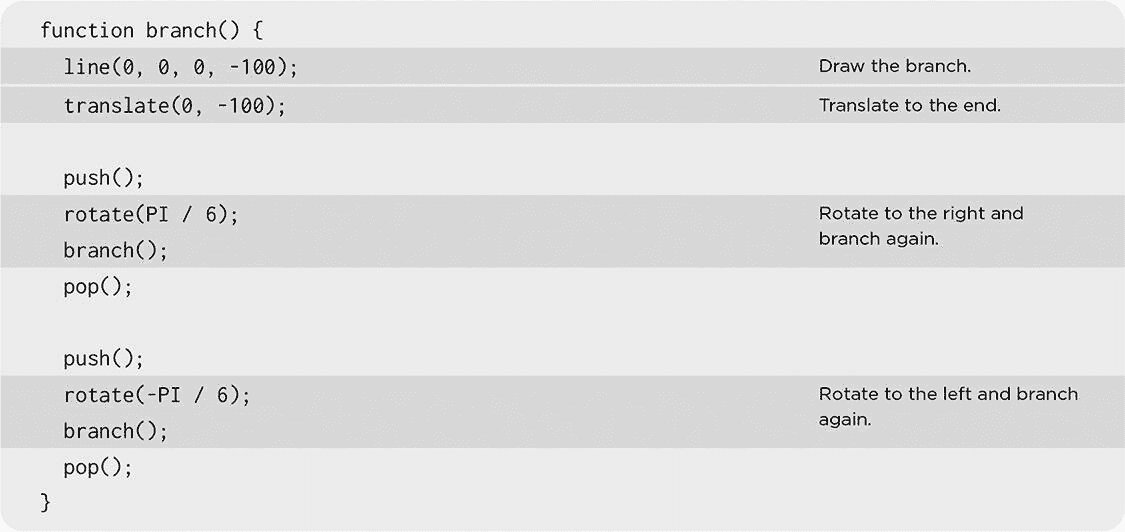 function branch() {
line(0, 0, 0, -100);
Draw the branch.
translate(0, -100);
Translate to the end.
push();
rotate(PI / 6);
branch();
Rotate to the right and
branch again.
pop();
push();
rotate(-PI / 6);
branch();
Rotate to the left and branch
again.
pop();
}